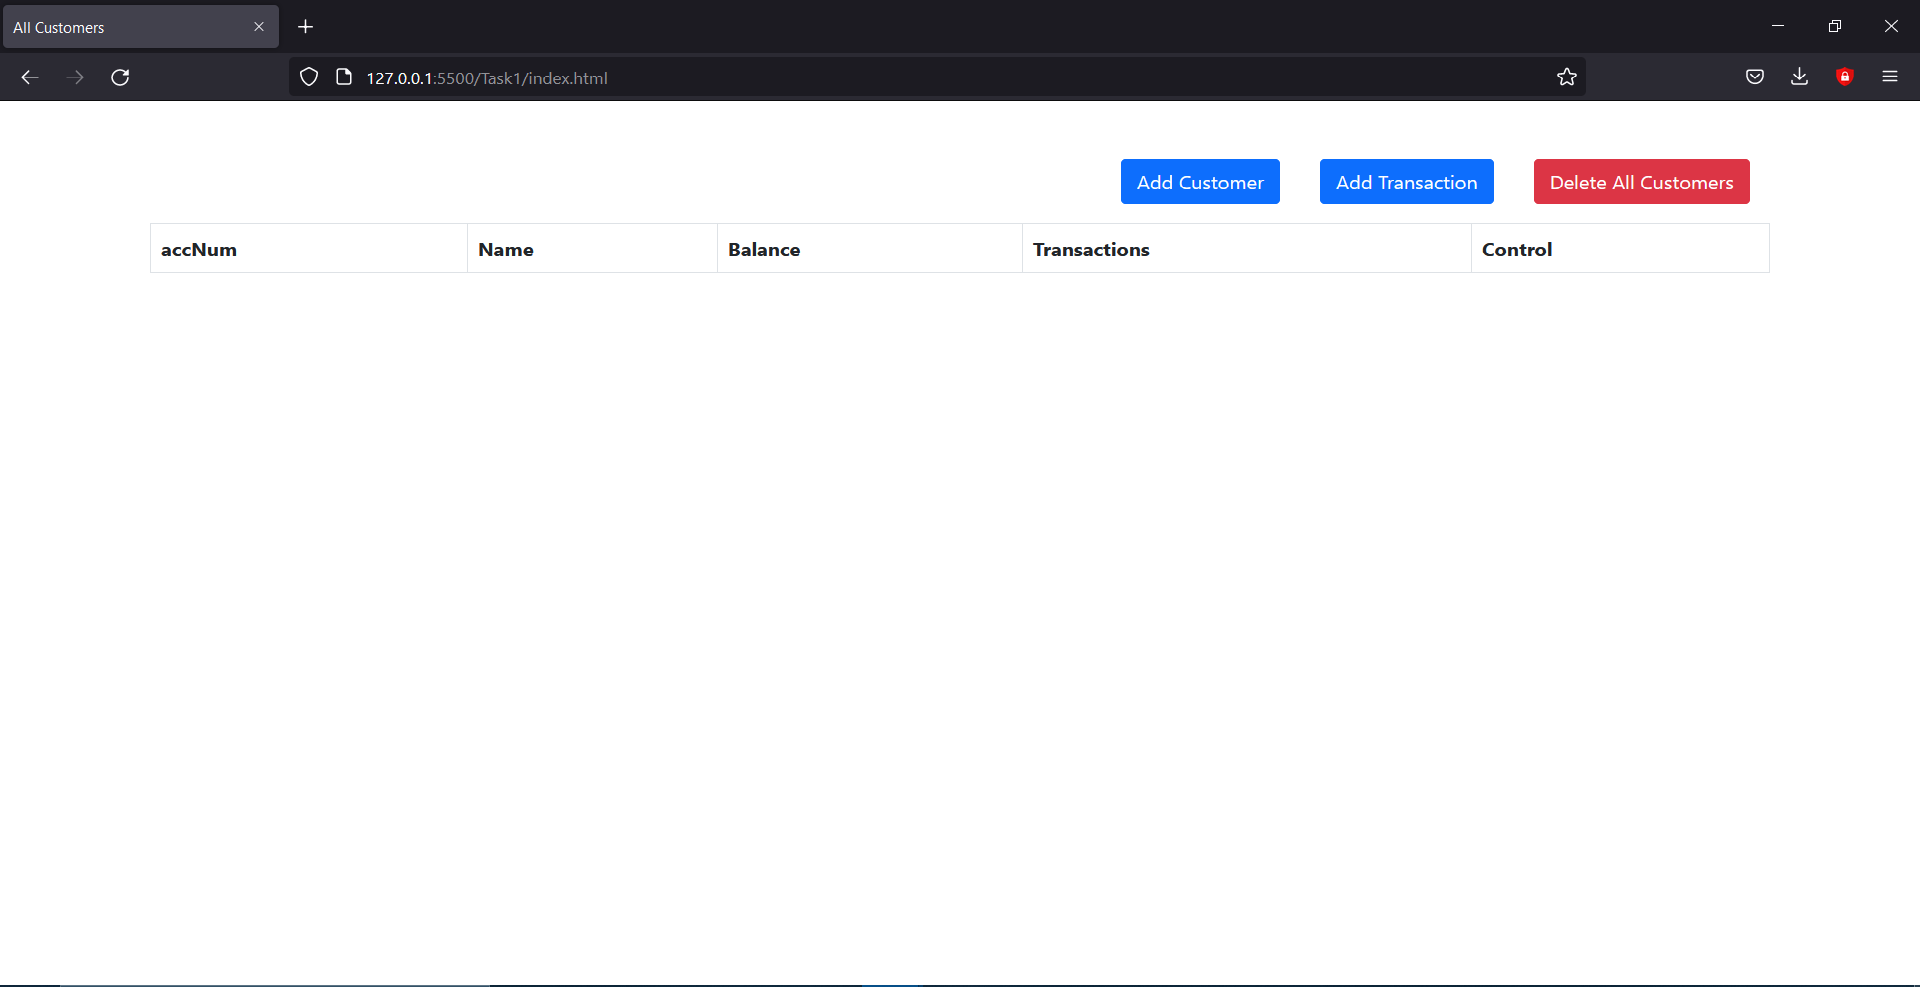 All Customers
127.0.0.1:5500/Task1/index.html
Add Customer Add Transaction Delete All Customers
accNum Name Balance Transactions Control